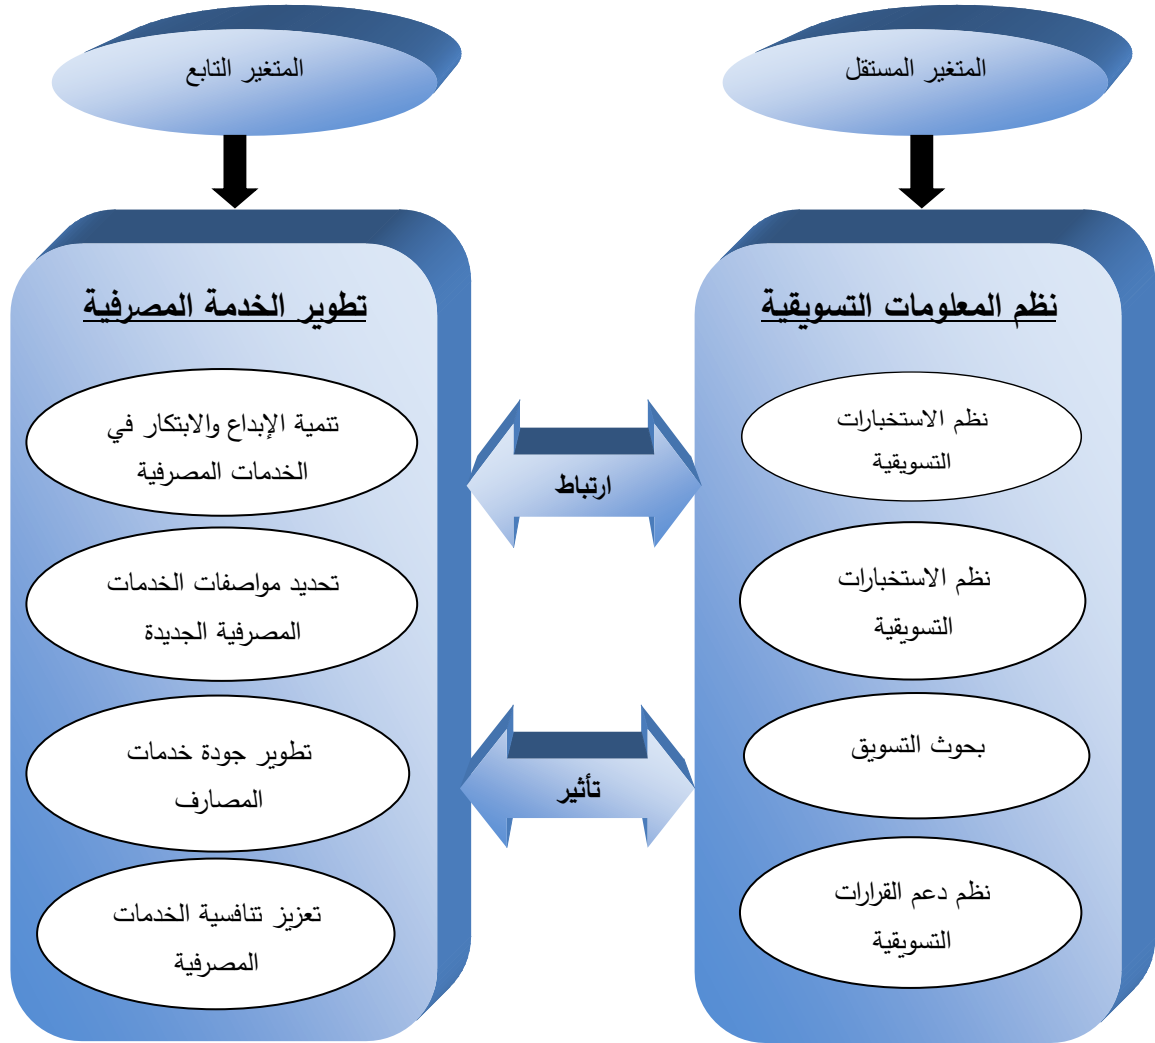 المتغير المستقل
نظم المعلومات التسويقية
نظم الاستخبارات
التسويقية
نظم الاستخبارات
التسويقية
بحوث التسويق
نظم دعم القرارات
التسويقية
ارتباط
تأثير
المتغير التابع
تطوير الخدمة المصرفية
تنمية الإبداع والابتكار في
الخدمات المصرفية
تحديد مواصفات الخدمات
المصرفية الجديدة
تطوير جودة خدمات
المصارف
تعزيز تنافسية الخدمات
المصرفية